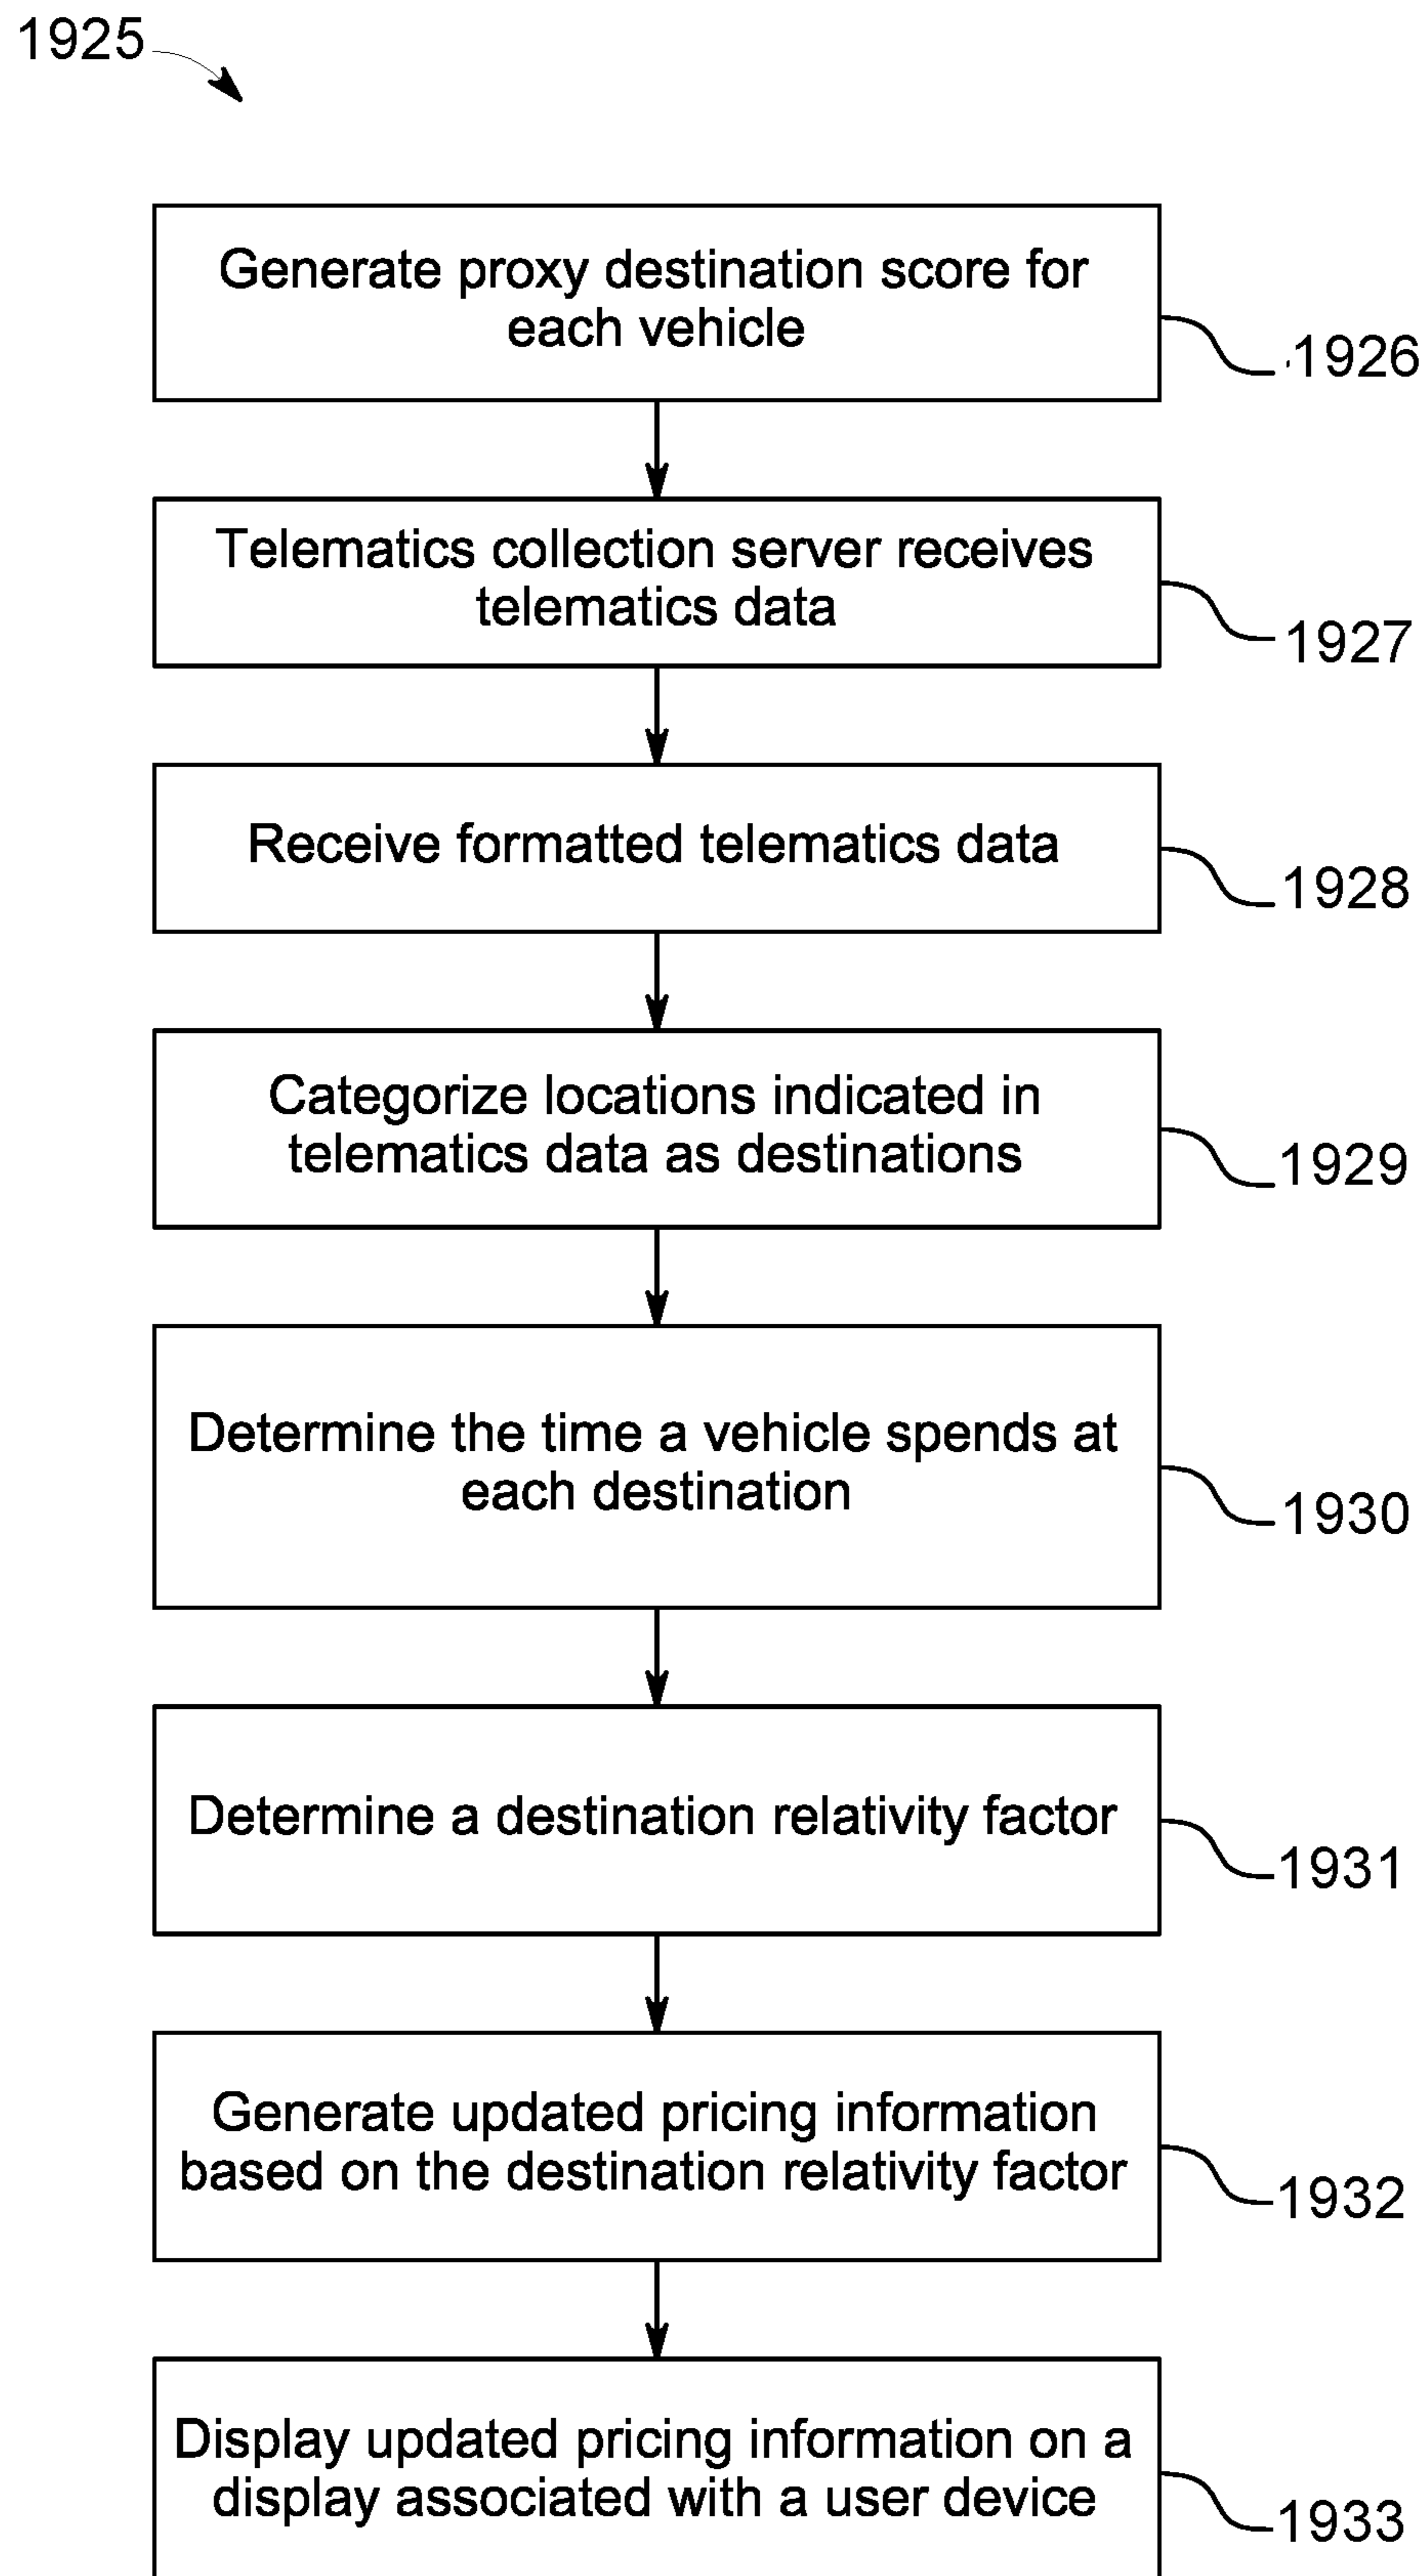 1925
Generate proxy destination score for
each vehicle
1926
Telematics collection server receives
telematics data
1927
Receive formatted telematics data
1928
Categorize locations indicated in
telematics data as destinations
1929
Determine the time a vehicle spends at
each destination
1930
Determine a destination relativity factor
1931
Generate updated pricing information
based on the destination relativity factor
1932
Display updated pricing information on a
display associated with a user device
1933